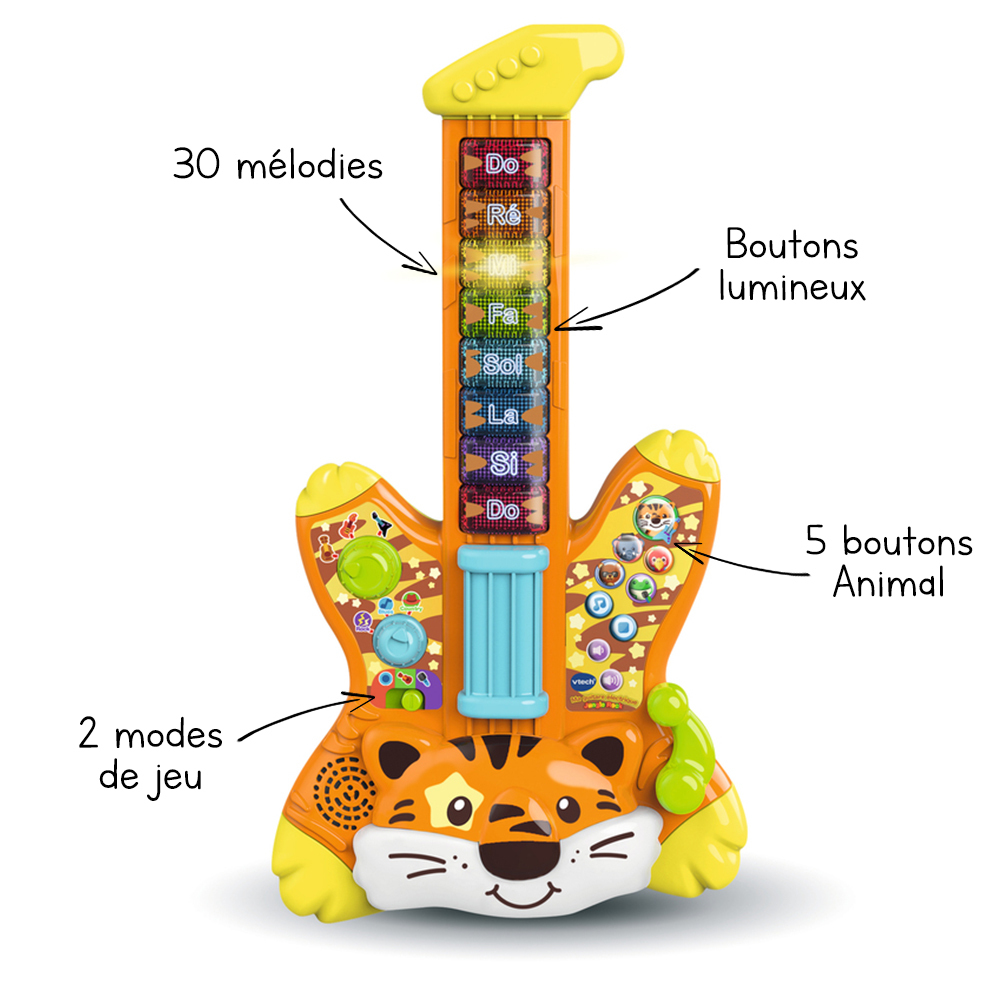 30 mélodies
Do
Ré
Mi
Fa
Sol
La
Si
Do
Boutons
lumineux
5 boutons
Animal
2 modes
de jeu
vtech